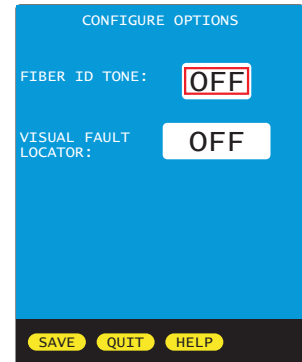 CONFIGURE OPTIONS
FIBER ID TONE: OFF
VISUAL FAULT
LOCATOR: OFF
SAVE QUIT HELP